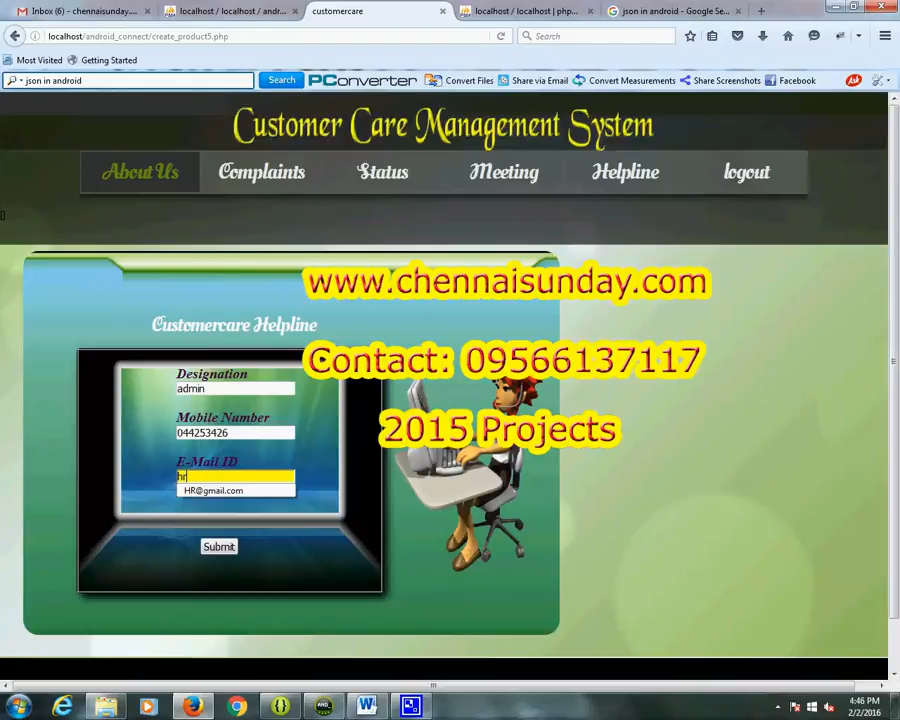 Inbox (6) - chennaisunday....
localhost / localhost / andr...
customercare
localhost / localhost | php...
json in android - Google Se...
localhost/android_connect/create_product5.php
Search
Most Visited
Getting Started
json in android
Search
PConverter
Convert Files
Share via Email
Convert Measurements
Share Screenshots
Facebook
Ask
Customer Care Management System
About Us
Complaints
Status
Meeting
Helpline
logout
www.chennaisunday.com
Customercare Helpline
Contact: 09566137117
Designation
admin
Mobile Number
044253426
2015 Projects
E-Mail ID
hr
HR@gmail.com
Submit
4:46 PM
2/2/2016